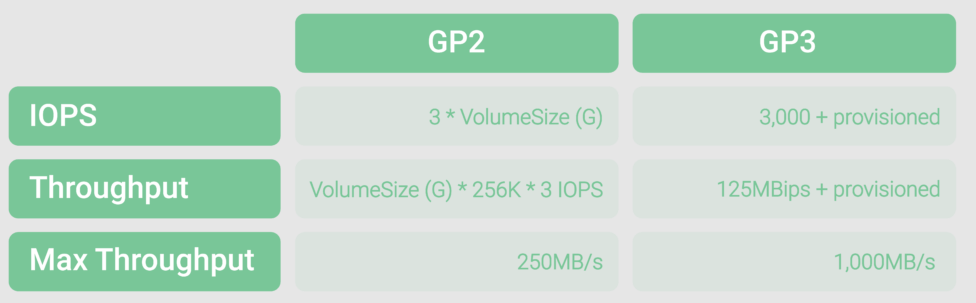 GP2 GP3
IOPS 3 * VolumeSize (G) 3,000 + provisioned
Throughput VolumeSize (G) * 256K * 3 IOPS 125MBips + provisioned
Max Throughput 250MB/s 1,000MB/s